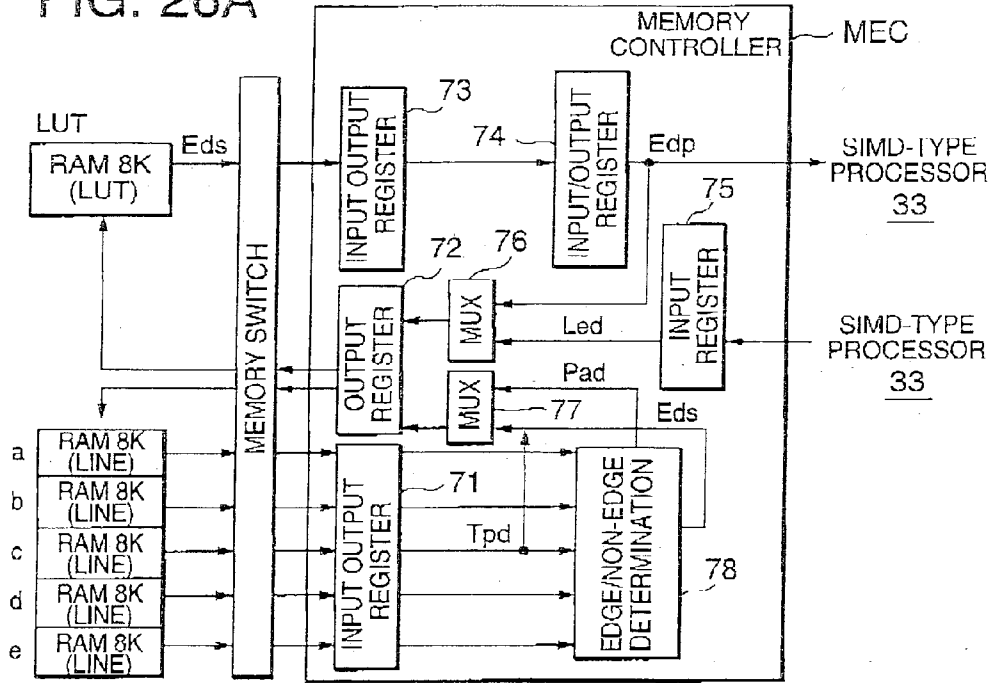 FIG. 28A
MEMORY
CONTROLLER
MEC
LUT
RAM 8K
(LUT)
Eds
MEMORY SWITCH
INPUT OUTPUT
REGISTER
73
74
INPUT/OUTPUT
REGISTER
Edp
SIMD-TYPE
PROCESSOR
33
75
INPUT
REGISTER
72
OUTPUT
REGISTER
76
MUX
Led
SIMD-TYPE
PROCESSOR
33
Pad
MUX
77
Eds
a
RAM 8K
(LINE)
b
RAM 8K
(LINE)
c
RAM 8K
(LINE)
d
RAM 8K
(LINE)
e
RAM 8K
(LINE)
INPUT OUTPUT
REGISTER
71
Tpd
EDGE/NON-EDGE
DETERMINATION
78